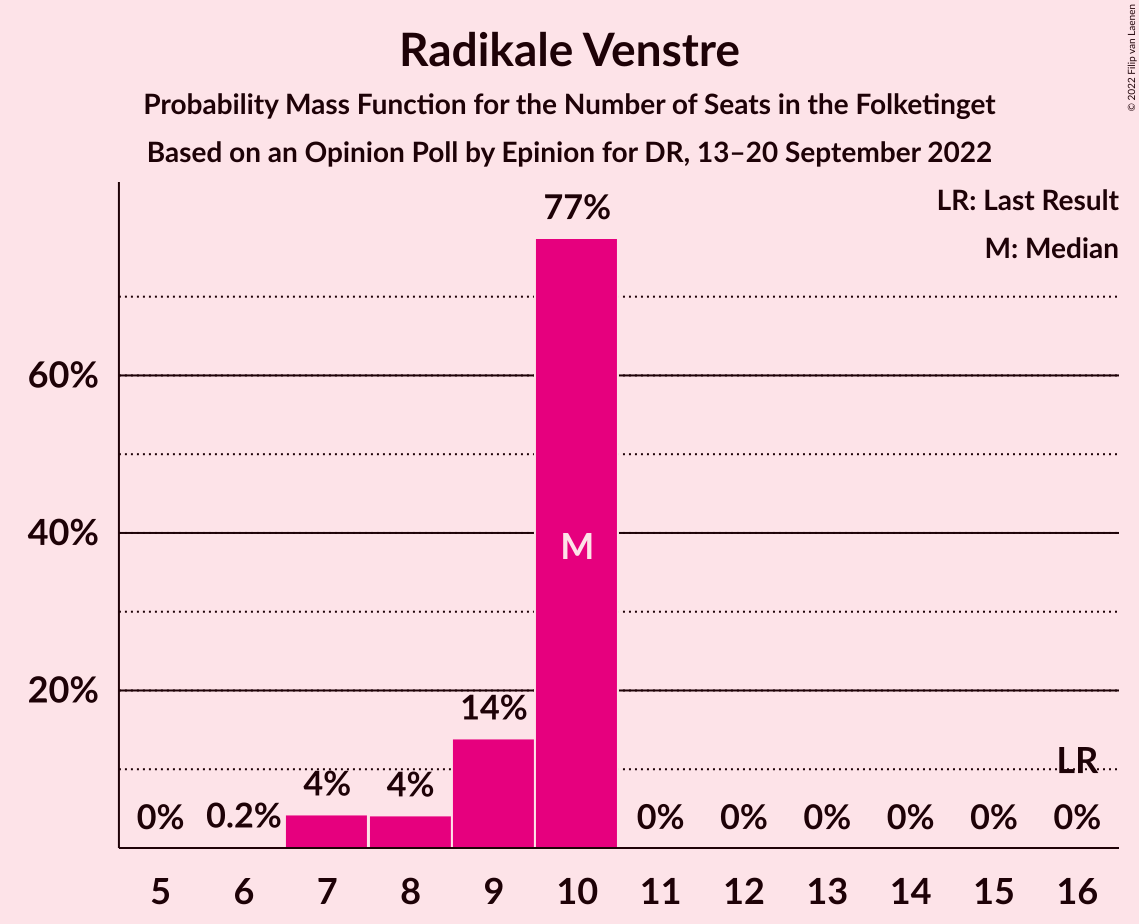 Radikale Venstre
Probability Mass Function for the Number of Seats in the Folketinget
Based on an Opinion Poll by Epinion for DR, 13–20 September 2022
© 2022 Filip van Laenen
LR: Last Result
M: Median
77%
60%
40%
M
20%
14%
LR
0% 0.2% 4% 4% 0% 0% 0% 0% 0% 0%
5 6 7 8 9 10 11 12 13 14 15 16